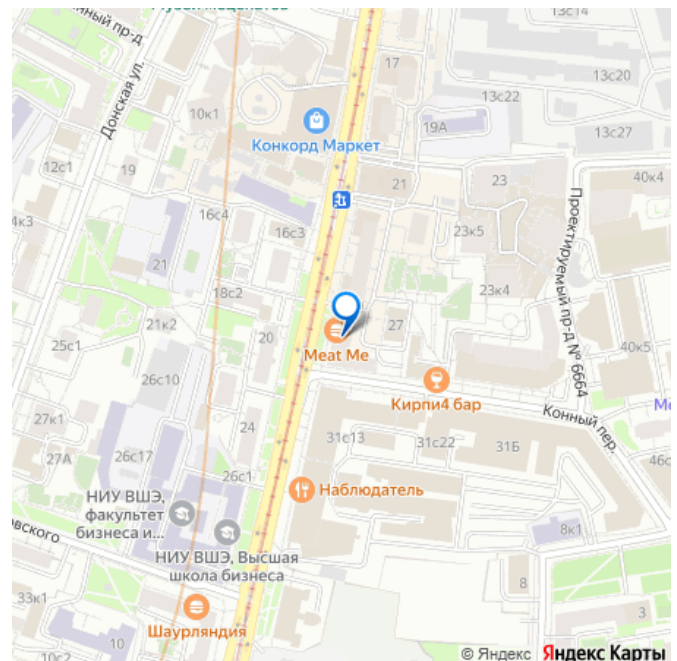 нный пр-д
Донская ул.
17
13с14
13с20
13с22
13с27
10к1
Конкорд Маркет
19А
12с1
19
21
23
40к4
4к3
16с4
16с3
23к5
Проектируемый пр-д № 6664
21
18с2
23к4
21к2
20
27
25с1
Meat Me
40к5
26с10
Кирпи4 бар
Конный пер.
27к1
24
31с13
31с22
31Б
27А
26с17
26с1
46с
НИУ ВШЭ,
факультет
бизнеса и...
Наблюдатель
овского
НИУ ВШЭ, Высшая
школа бизнеса
8к1
33к1
8
3
Шаурляндия
10
10с2
© Яндекс Яндекс Карты